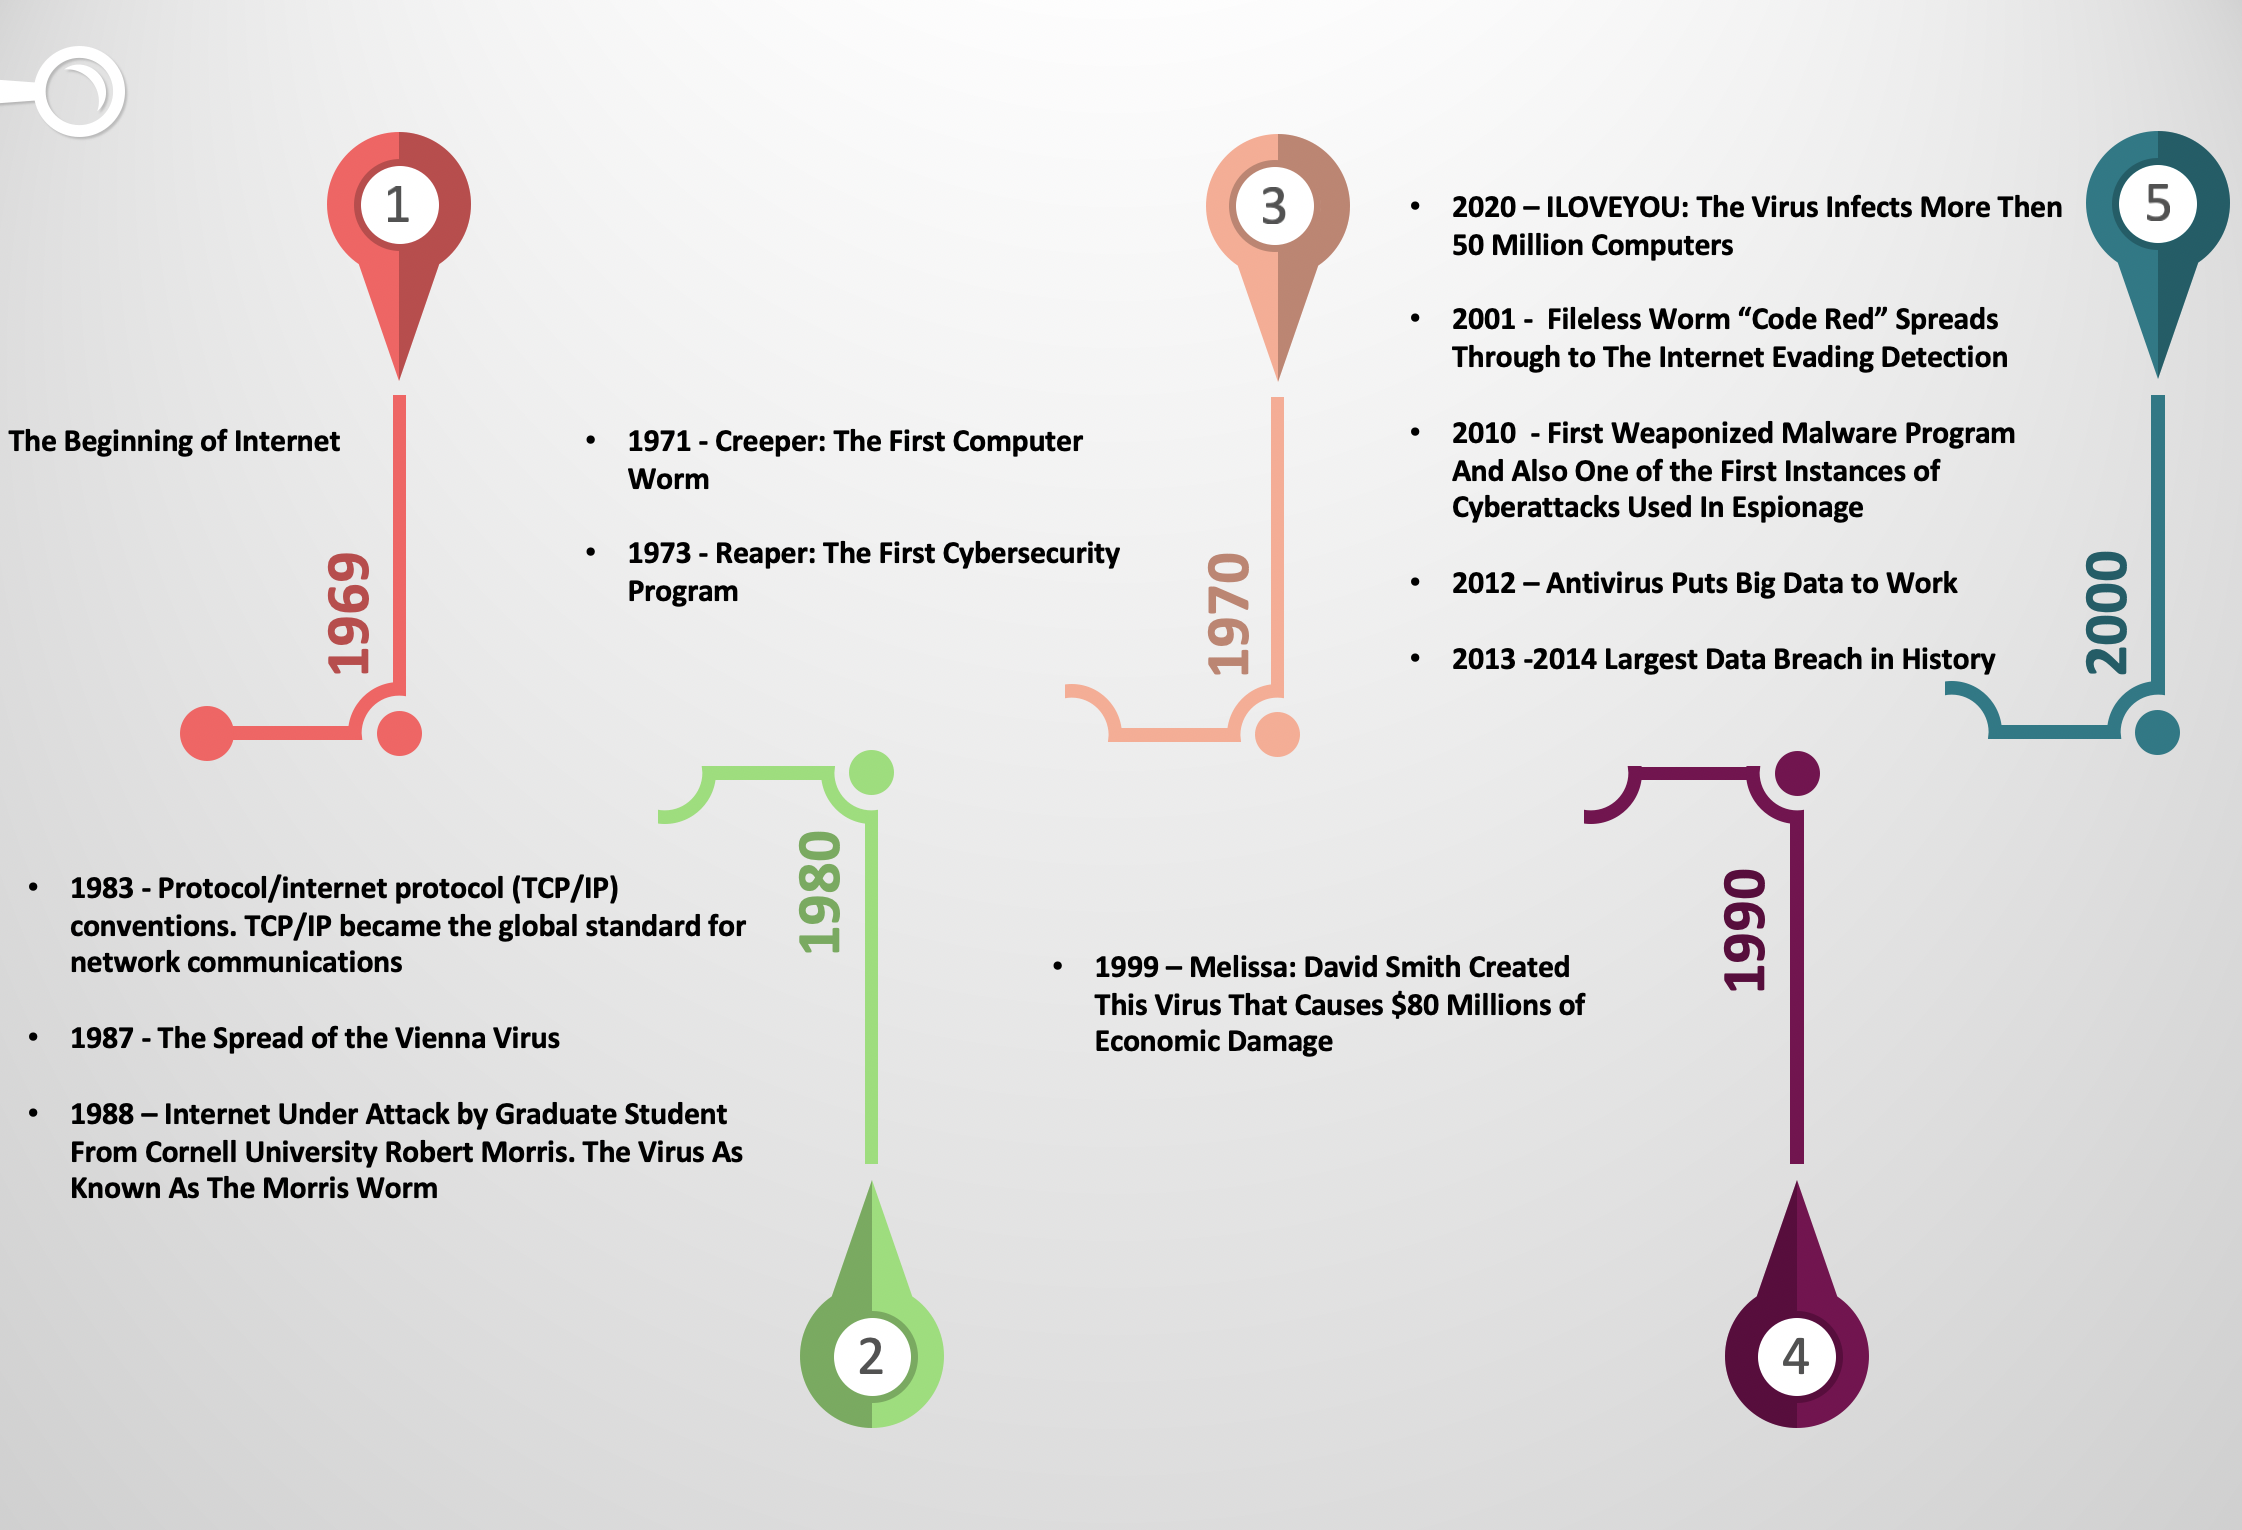 1
The Beginning of Internet
1969
• 1983 - Protocol/internet protocol (TCP/IP)
conventions. TCP/IP became the global standard for
network communications
• 1987 - The Spread of the Vienna Virus
• 1988 – Internet Under Attack by Graduate Student
From Cornell University Robert Morris. The Virus As
Known As The Morris Worm
1980
2
• 1971 - Creeper: The First Computer
Worm
• 1973 - Reaper: The First Cybersecurity
Program
3
1970
• 1999 – Melissa: David Smith Created
This Virus That Causes $80 Millions of
Economic Damage
1990
4
• 2020 – ILOVEYOU: The Virus Infects More Then
50 Million Computers
• 2001 -  Fileless Worm “Code Red” Spreads
Through to The Internet Evading Detection
• 2010  - First Weaponized Malware Program
And Also One of the First Instances of
Cyberattacks Used In Espionage
• 2012 – Antivirus Puts Big Data to Work
• 2013 -2014 Largest Data Breach in History
5
2000